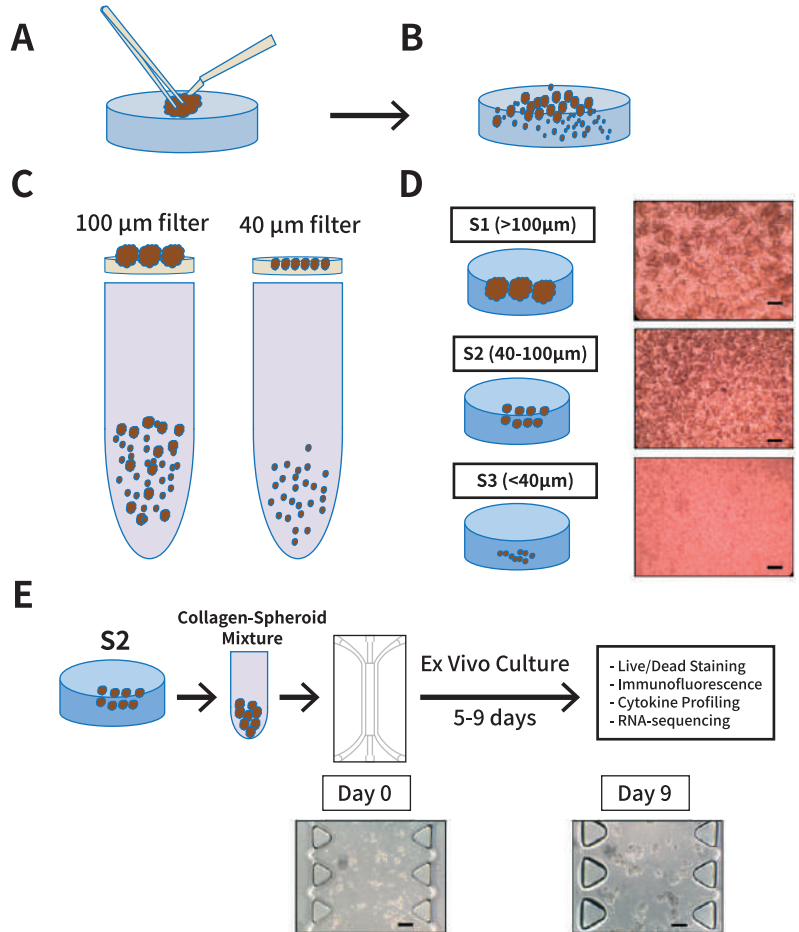 A
B
C
100 μm filter
40 μm filter
D
S1 (>100μm)
S2 (40-100μm)
S3 (<40μm)
E
S2
Collagen-Spheroid
Mixture
Ex Vivo Culture
5-9 days
- Live/Dead Staining
- Immunofluorescence
- Cytokine Profiling
- RNA-sequencing
Day 0
Day 9